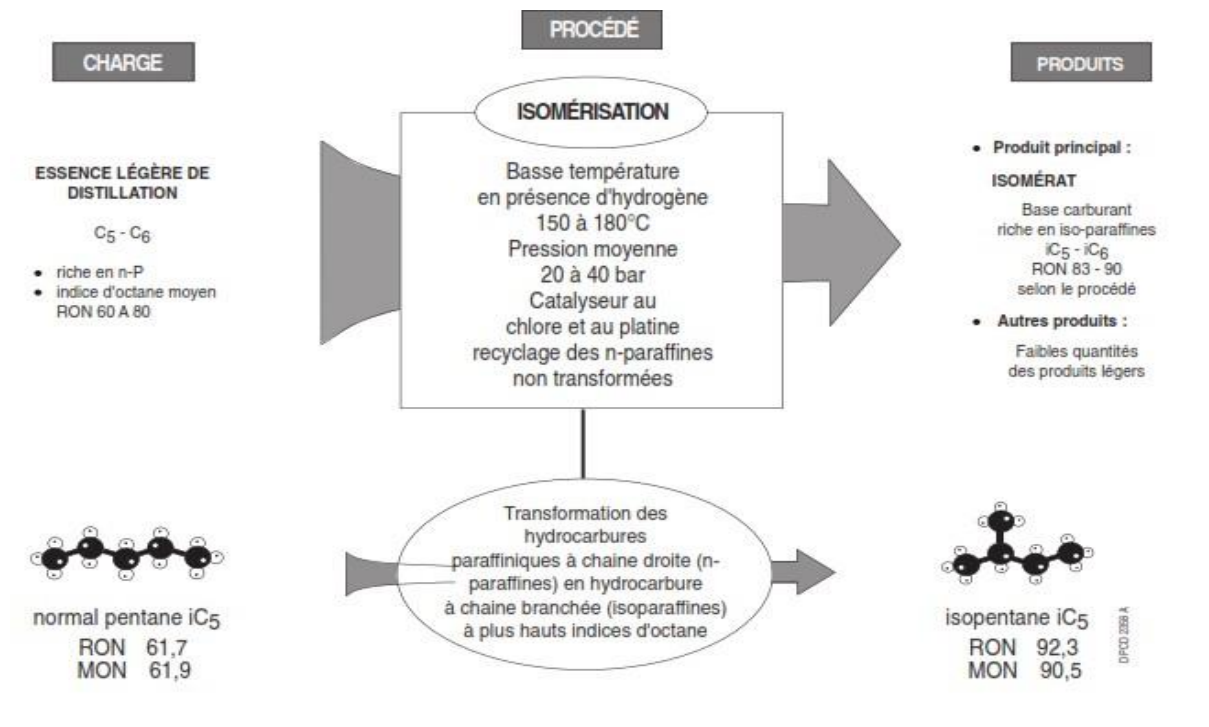 PROCÉDÉ
CHARGE
PRODUITS
ISOMÉRISATION
ESSENCE LÉGÈRE DE
DISTILLATION
C5 - C6
• riche en n-P
• indice d'octane moyen
RON 60 A 80
Basse température
en présence d'hydrogène
150 à 180°C
Pression moyenne
20 à 40 bar
Catalyseur au
chlore et au platine
recyclage des n-paraffines
non transformées
• Produit principal :
ISOMÉRAT
Base carburant
riche en iso-paraffines
iC5 - iC6
RON 83 - 90
selon le procédé
• Autres produits :
Faibles quantités
des produits légers
Transformation des
hydrocarbures
paraffiniques à chaine droite (n-
paraffines) en hydrocarbure
à chaine branchée (isoparaffines)
à plus hauts indices d'octane
normal pentane iC5
RON 61,7
MON 61,9
isopentane iC5
RON 92,3
MON 90,5
DPCD 2058 A